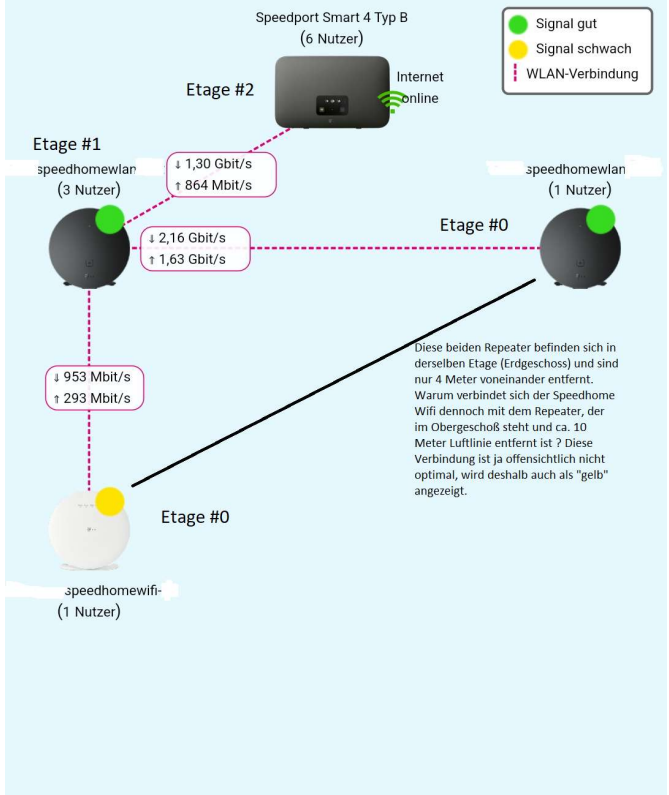 Speedport Smart 4 Typ B
(6 Nutzer)
Signal gut
Signal schwach
WLAN-Verbindung
Etage #2
Internet
online
Etage #1
speedhomewlan
(3 Nutzer)
↓ 1,30 Gbit/s
↑ 864 Mbit/s
speedhomewlan
(1 Nutzer)
Etage #0
↓ 2,16 Gbit/s
↑ 1,63 Gbit/s
Diese beiden Repeater befinden sich in
derselben Etage (Erdgeschoss) und sind
nur 4 Meter voneinander entfernt.
Warum verbindet sich der Speedhome
Wifi dennoch mit dem Repeater, der
im Obergeschoß steht und ca. 10
Meter Luftlinie entfernt ist ? Diese
Verbindung ist ja offensichtlich nicht
optimal, wird deshalb auch als "gelb"
angezeigt.
↓ 953 Mbit/s
↑ 293 Mbit/s
Etage #0
speedhomewifi-
(1 Nutzer)